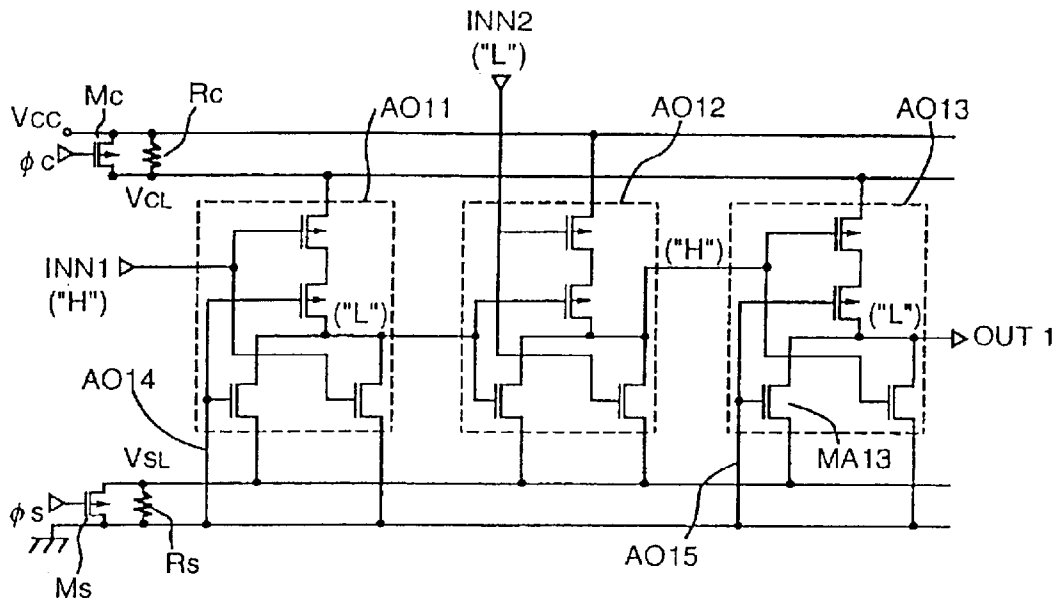 INN2
("L")
Mc
Rc
AO11
AO12
AO13
Vcc
φc
VCL
INN1
("H")
("L")
("H")
("L")
OUT 1
AO14
VSL
MA13
φs
Rs
Ms
AO15